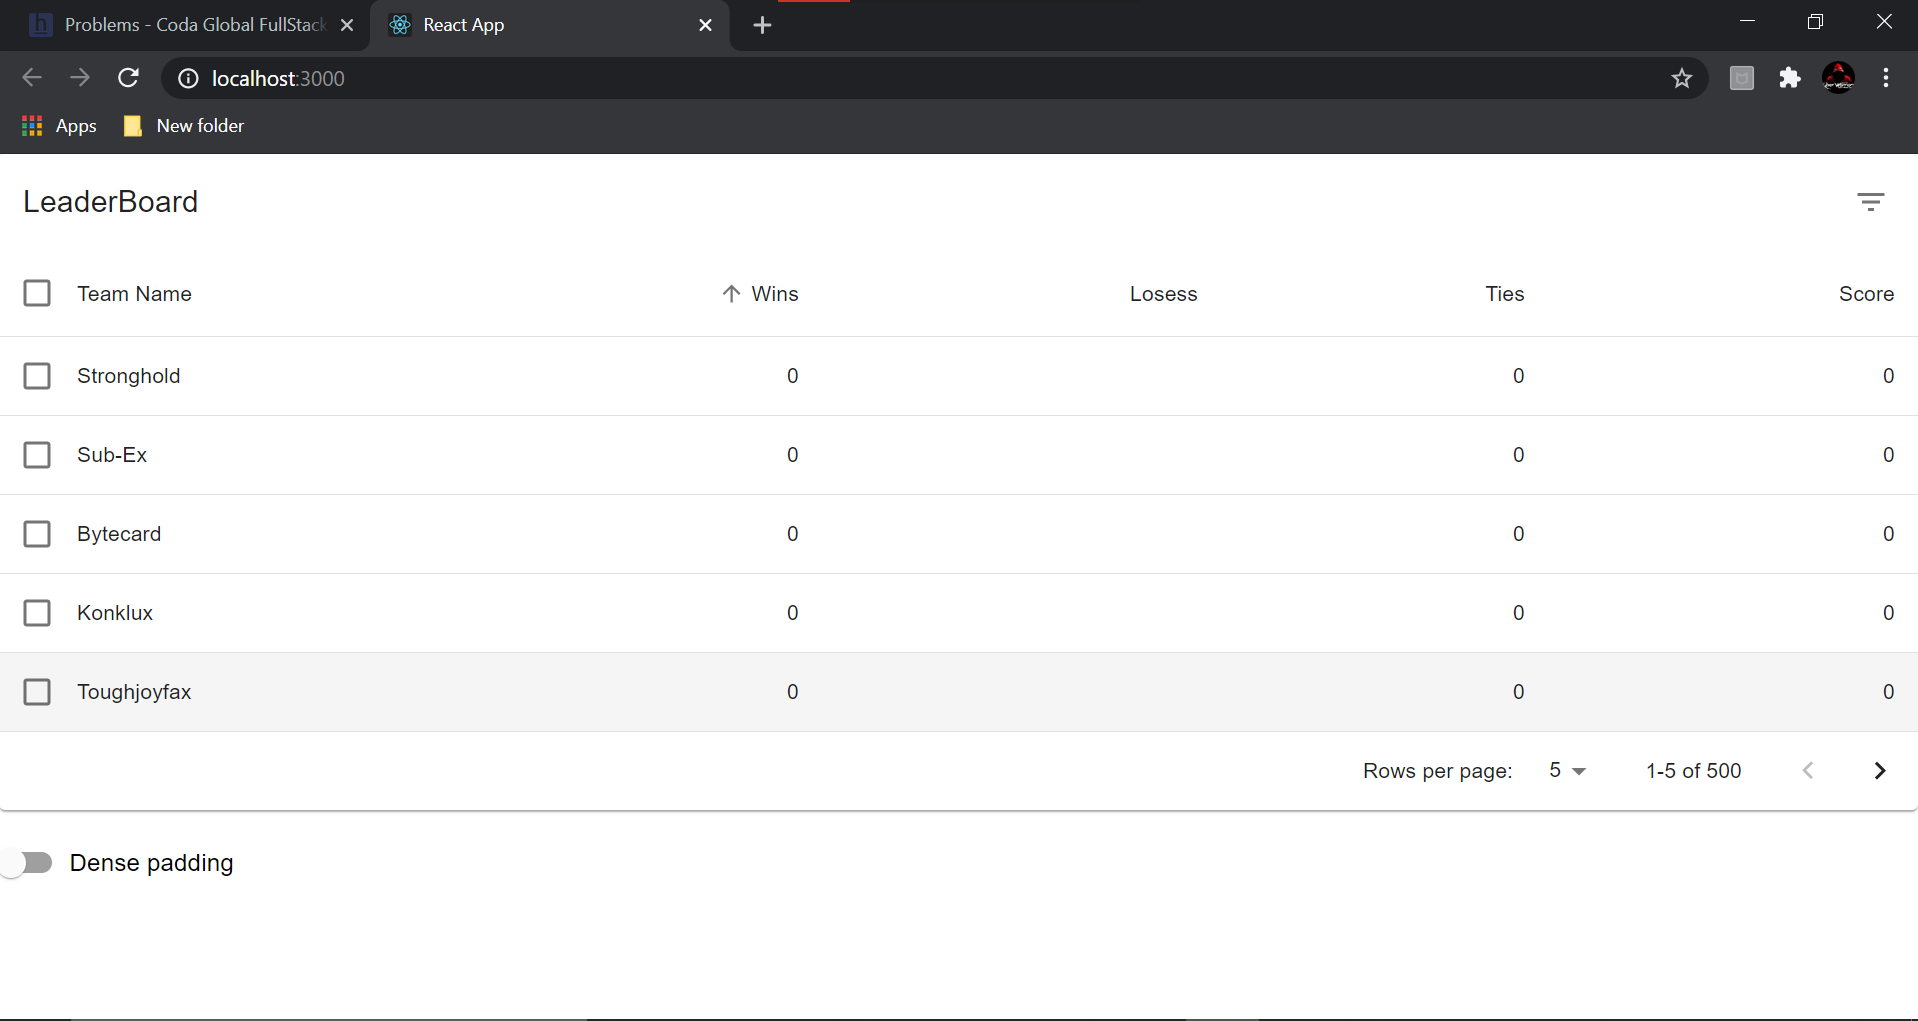 Problems - Coda Global FullStack
React App
localhost:3000
Apps
New folder
LeaderBoard
Team Name Wins Losess Ties Score
Stronghold 0 0 0
Sub-Ex 0 0 0
Bytecard 0 0 0
Konklux 0 0 0
Toughjoyfax 0 0 0
Rows per page: 5 1-5 of 500
Dense padding